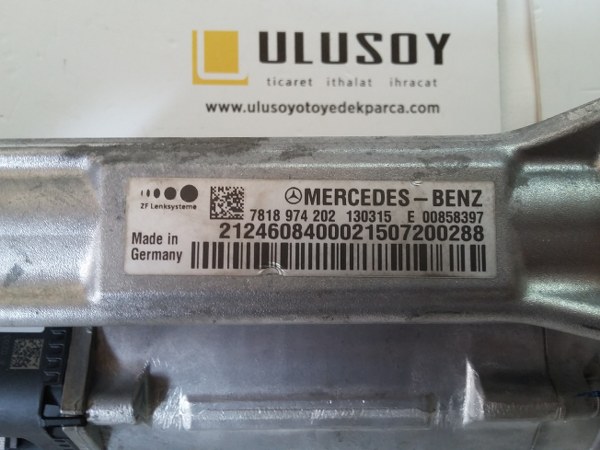 ULUSOY
ticaret ithalat ihracat
www.ulusoyotoyedekparca.com
ZF Lenksysteme
MERCEDES-BENZ
7818 974 202 130315 E 00858397
21246084000021507200288
Made in
Germany